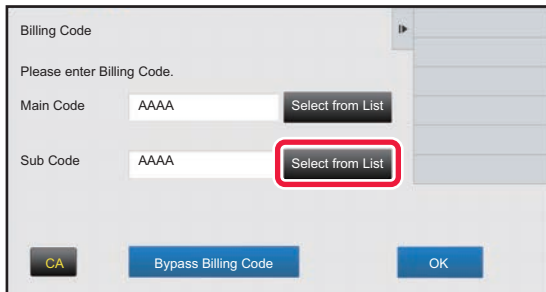 Billing Code
Please enter Billing Code.
Main Code AAAA Select from List
Sub Code AAAA Select from List
CA Bypass Billing Code OK